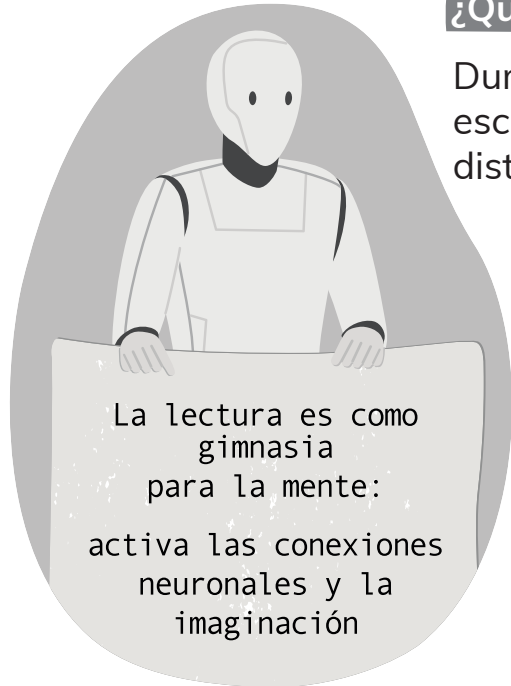 La lectura es como
gimnasia
para la mente:
activa las conexiones
neuronales y la
imaginación